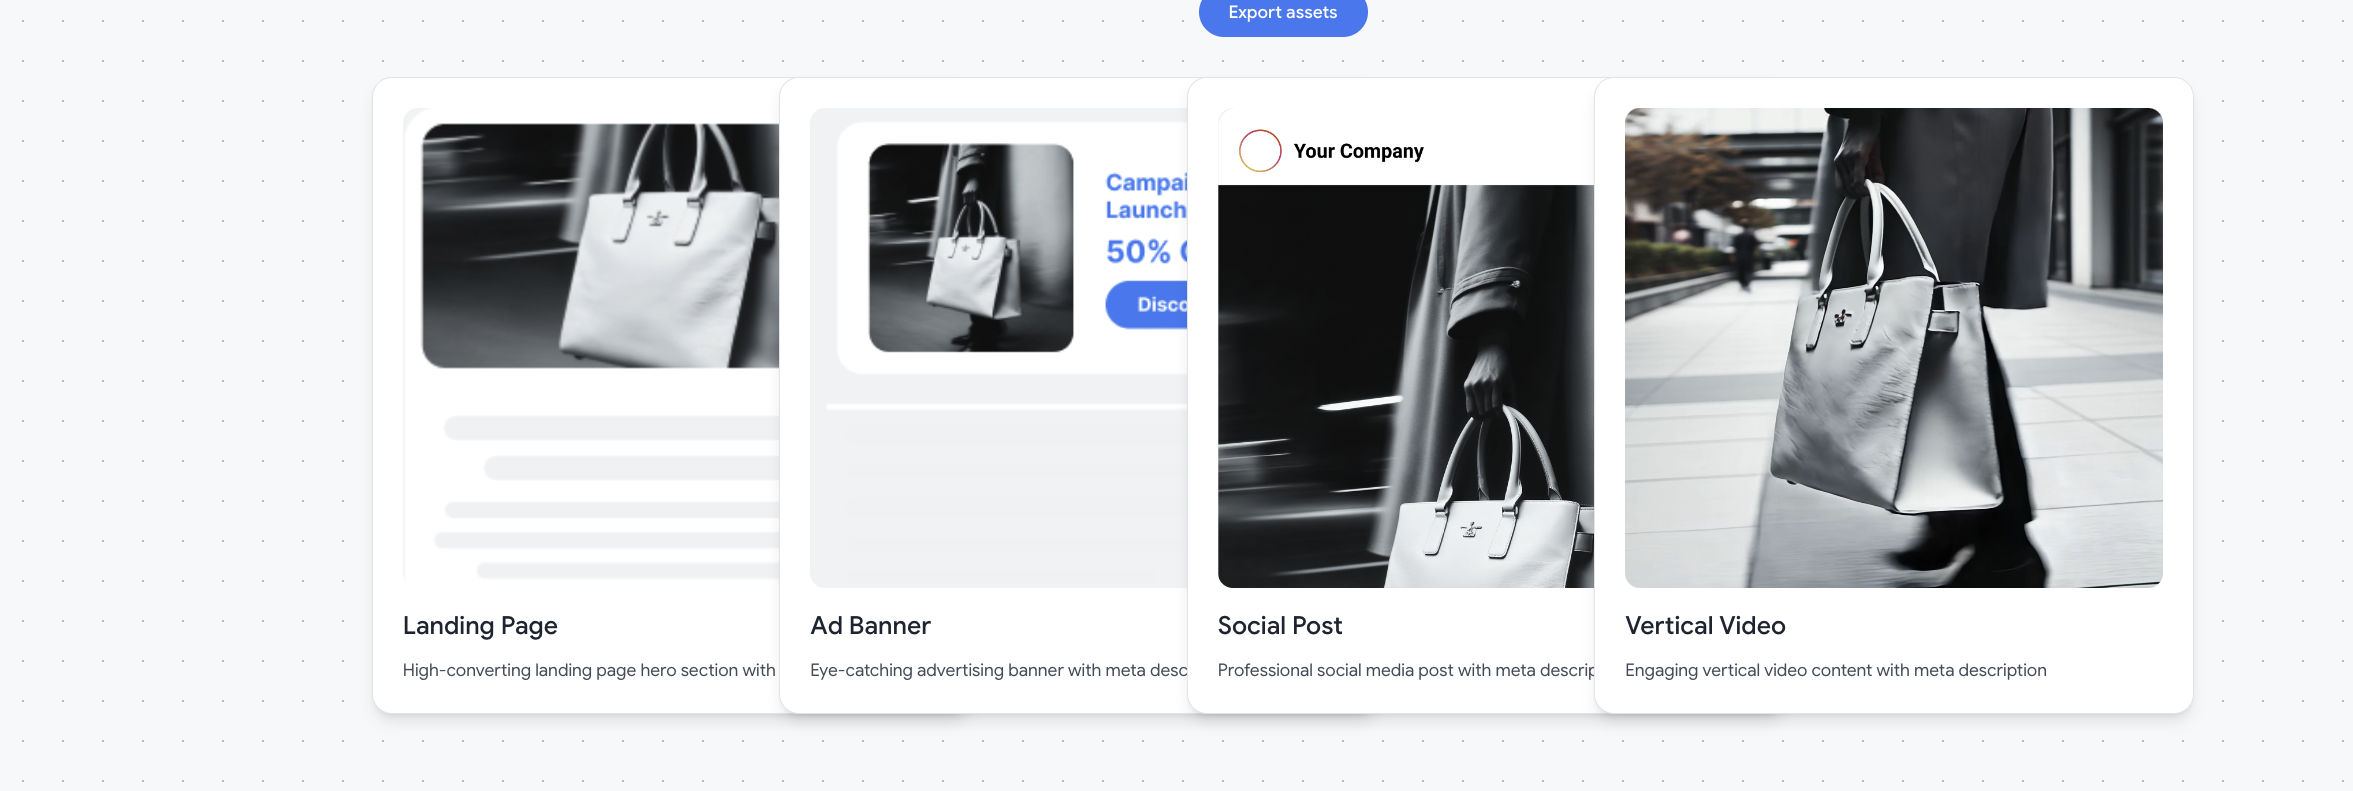 Export assets
Your Company
Campai
Launch
50%
Disco
Landing Page
High-converting landing page hero section with
Ad Banner
Eye-catching advertising banner with meta desc
Social Post
Professional social media post with meta descrip
Vertical Video
Engaging vertical video content with meta description